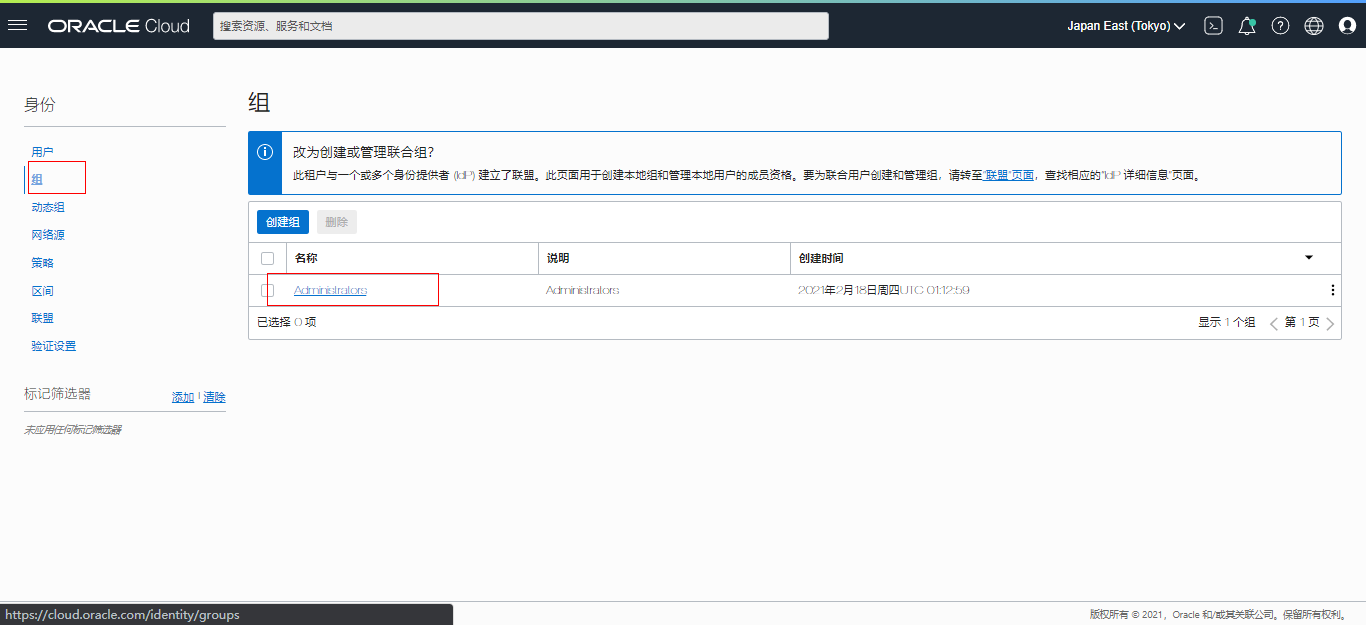 ORACLE Cloud
搜索资源、服务和文档
Japan East (Tokyo)
身份
用户
组
动态组
网络源
策略
区间
联盟
验证设置
标记筛选器
添加 | 清除
未应用任何标记筛选器
组
改为创建或管理联合组?
此租户与一个或多个身份提供者 (IdP) 建立了联盟。此页面用于创建本地组和管理本地用户的成员资格。要为联合用户创建和管理组，请转至"联盟"页面，查找相应的"IdP 详细信息"页面。
创建组 删除
名称 说明 创建时间
Administrators Administrators 2021年2月18日周四UTC 01:12:59
已选择 0 项 显示 1 个组 第 1 页
https://cloud.oracle.com/identity/groups
版权所有 © 2021，Oracle 和/或其关联公司。保留所有权利。